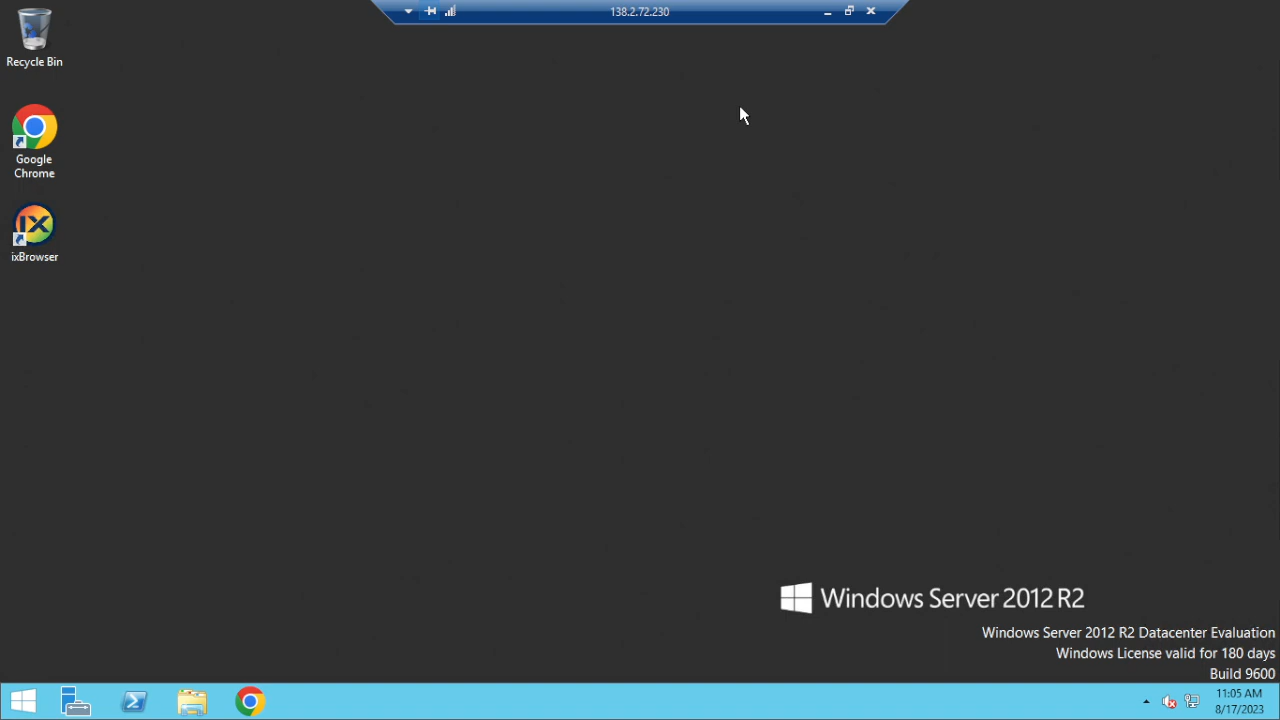 138.2.72.230
Recycle Bin
Google
Chrome
IX
ixBrowser
Windows Server 2012 R2
Windows Server 2012 R2 Datacenter Evaluation
Windows License valid for 180 days
Build 9600
11:05 AM
8/17/2023